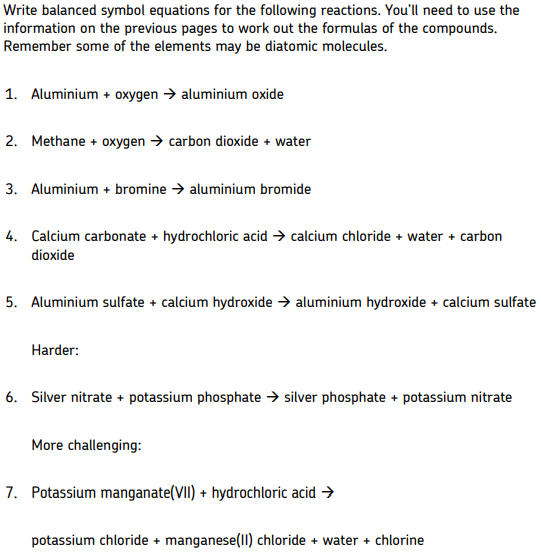 Write balanced symbol equations for the following reactions. You'll need to use the
information on the previous pages to work out the formulas of the compounds.
Remember some of the elements may be diatomic molecules.
1. Aluminium + oxygen → aluminium oxide
2. Methane + oxygen → carbon dioxide + water
3. Aluminium + bromine → aluminium bromide
4. Calcium carbonate + hydrochloric acid → calcium chloride + water + carbon
dioxide
5. Aluminium sulfate + calcium hydroxide → aluminium hydroxide + calcium sulfate
Harder:
6. Silver nitrate + potassium phosphate → silver phosphate + potassium nitrate
More challenging:
7. Potassium manganate(VII) + hydrochloric acid →
potassium chloride + manganese(II) chloride + water + chlorine